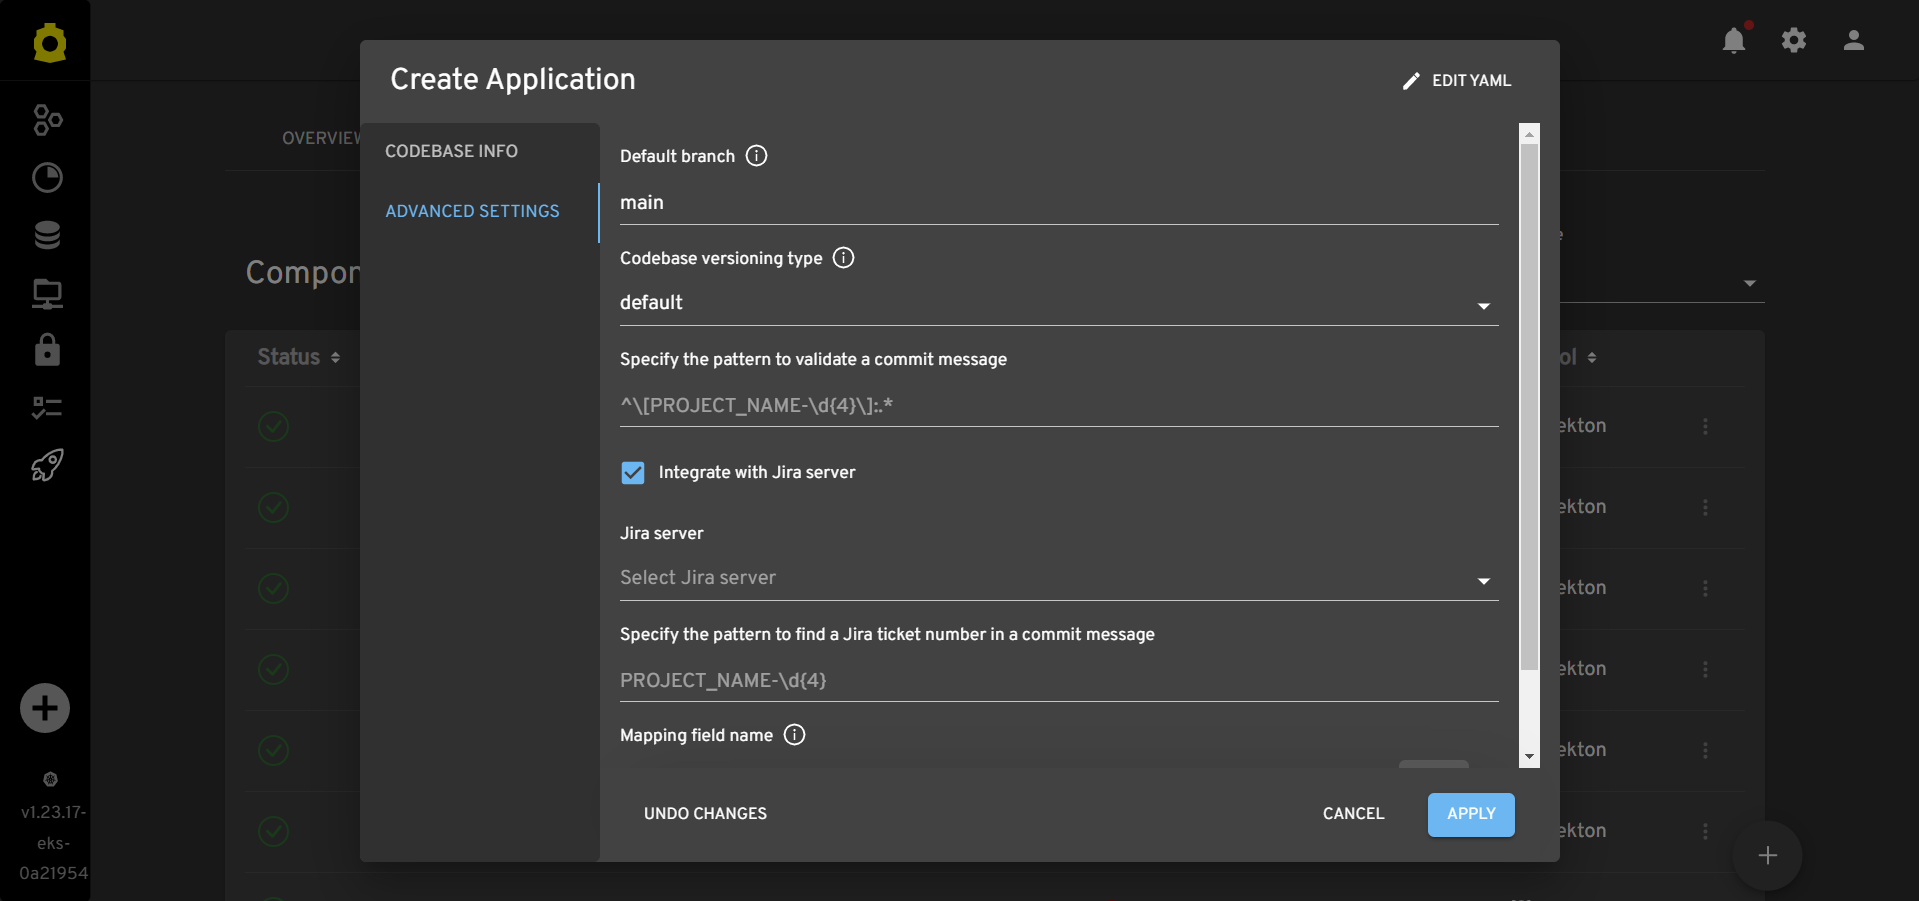 Create Application
EDIT YAML
OVERVIEW
CODEBASE INFO
ADVANCED SETTINGS
Default branch
main
Codebase versioning type
default
Specify the pattern to validate a commit message
^\[PROJECT_NAME-\d{4}\]:.*
Integrate with Jira server
Jira server
Select Jira server
Specify the pattern to find a Jira ticket number in a commit message
PROJECT_NAME-\d{4}
Mapping field name
UNDO CHANGES
CANCEL
APPLY
Compon
Status
ol
ekton
ekton
ekton
ekton
ekton
ekton
v1.23.17-
eks-
0a21954